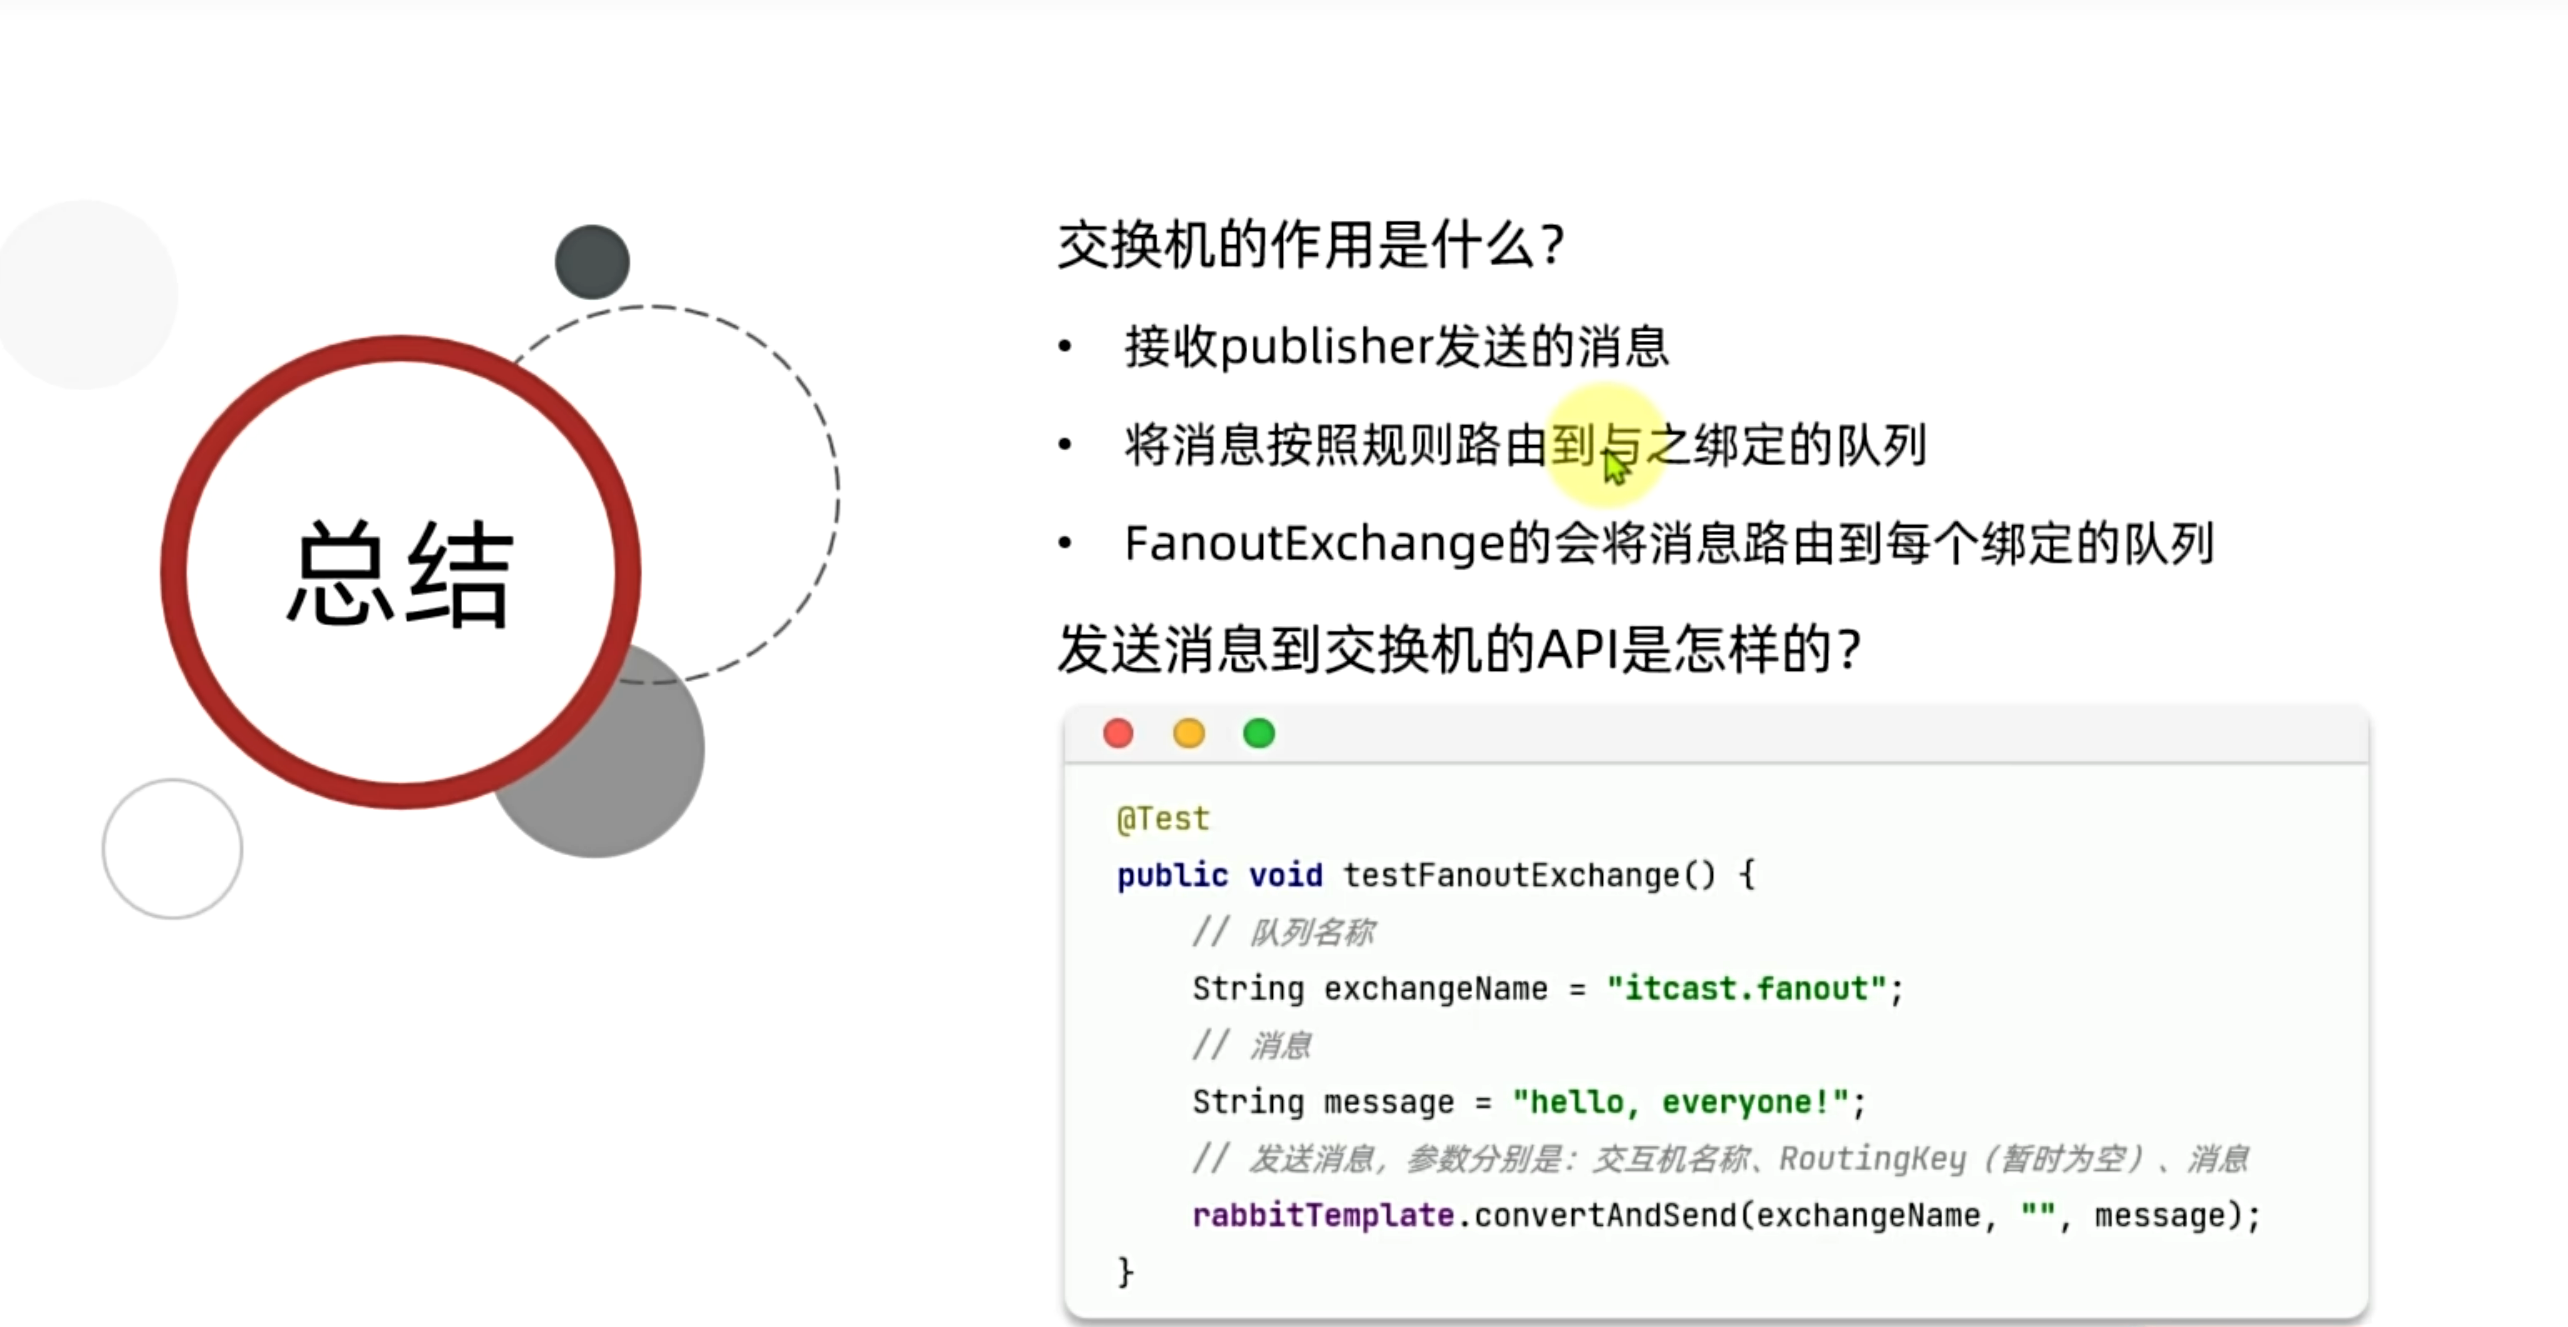 总结
交换机的作用是什么？
• 接收publisher发送的消息
• 将消息按照规则路由到与之绑定的队列
• FanoutExchange的会将消息路由到每个绑定的队列
发送消息到交换机的API是怎样的？
@Test
public void testFanoutExchange() {
// 队列名称
String exchangeName = "itcast.fanout";
// 消息
String message = "hello, everyone!";
// 发送消息，参数分别是：交互机名称、RoutingKey（暂时为空）、消息
rabbitTemplate.convertAndSend(exchangeName, "", message);
}